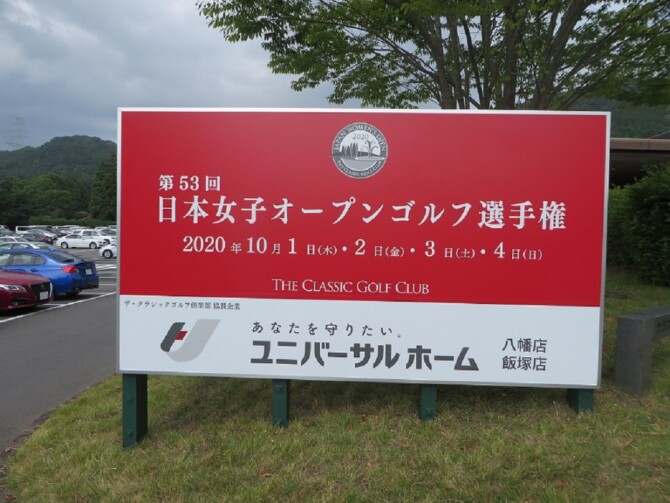 2020
第53回
日本女子オープンゴルフ選手権
2020年10月1日(木)・2日(金)・3日(土)・4日(日)
THE CLASSIC GOLF CLUB
ザ・クラシックゴルフ倶楽部 協賛企業
あなたを守りたい。
ユニバーサル ホーム
八幡店
飯塚店